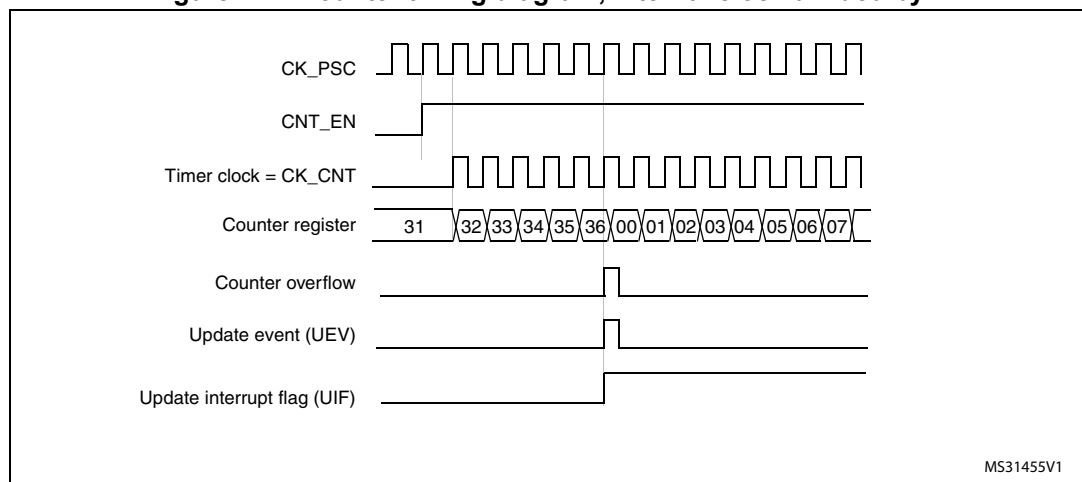 CK_PSC
CNT_EN
Timer clock = CK_CNT
Counter register 31 32 33 34 35 36 00 01 02 03 04 05 06 07
Counter overflow
Update event (UEV)
Update interrupt flag (UIF)
MS31455V1